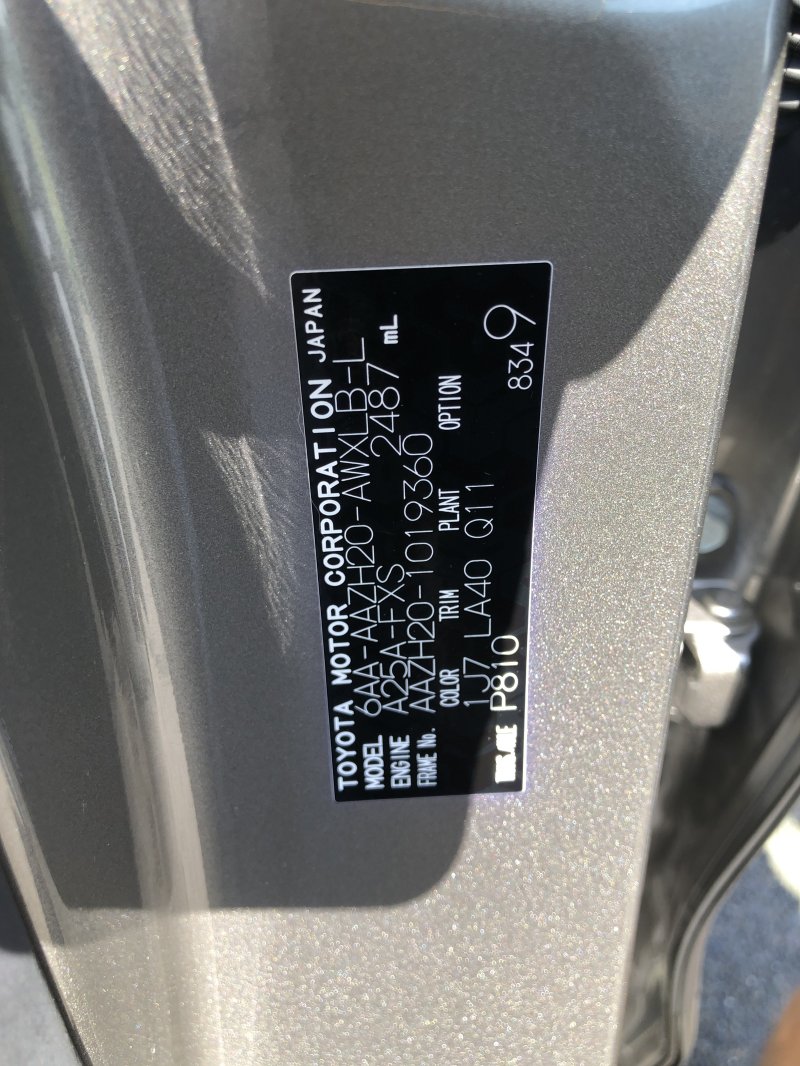 TOYOTA MOTOR CORPORATION JAPAN
MODEL 6AA-AAZH20-AWXLB-L
ENGINE A25A-FXS 2487 mL
FRAME No. AAZH20-1019360
COLOR TRIM PLANT OPTION
1J7 LA40 Q11
P810 8349